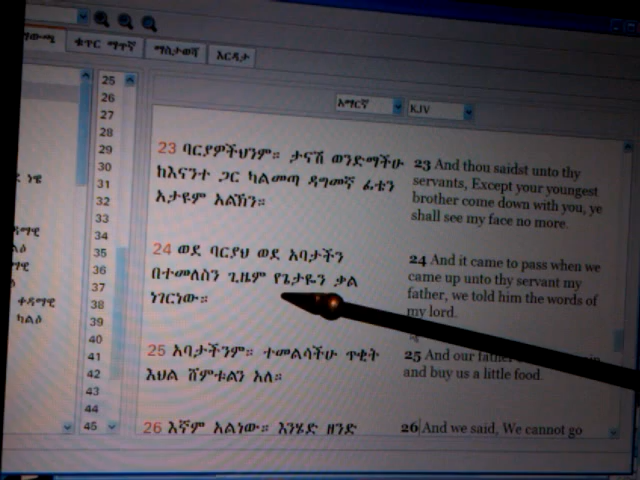 ቁጥር ማጥኛ
ማስታወሻ
እርዳታ
አማርኛ
KJV
25
26
27
28
29
30
31
32
33
34
35
36
37
38
39
40
41
42
43
44
45
23 ባርያዎችህንም። ታናሽ ወንድማችሁ
ከእናንተ ጋር ካልመጣ ዳግመኛ ፊቴን
አታዩም አልኸን።
24 ወደ ባርያህ ወደ አባታችን
በተመለስን ጊዜም የጌታዬን ቃል
ነገርነው።
25 አባታችንም። ተመልሳችሁ ጥቂት
እህል ሸምቱልን አለ።
26 እኛም አልነው። እንሄድ ዘንድ
23 And thou saidst unto thy
servants, Except your youngest
brother come down with you, ye
shall see my face no more.
24 And it came to pass when we
came up unto thy servant my
father, we told him the words of
my lord.
25 And our father
and buy us a little food.
26 And we said, We cannot go